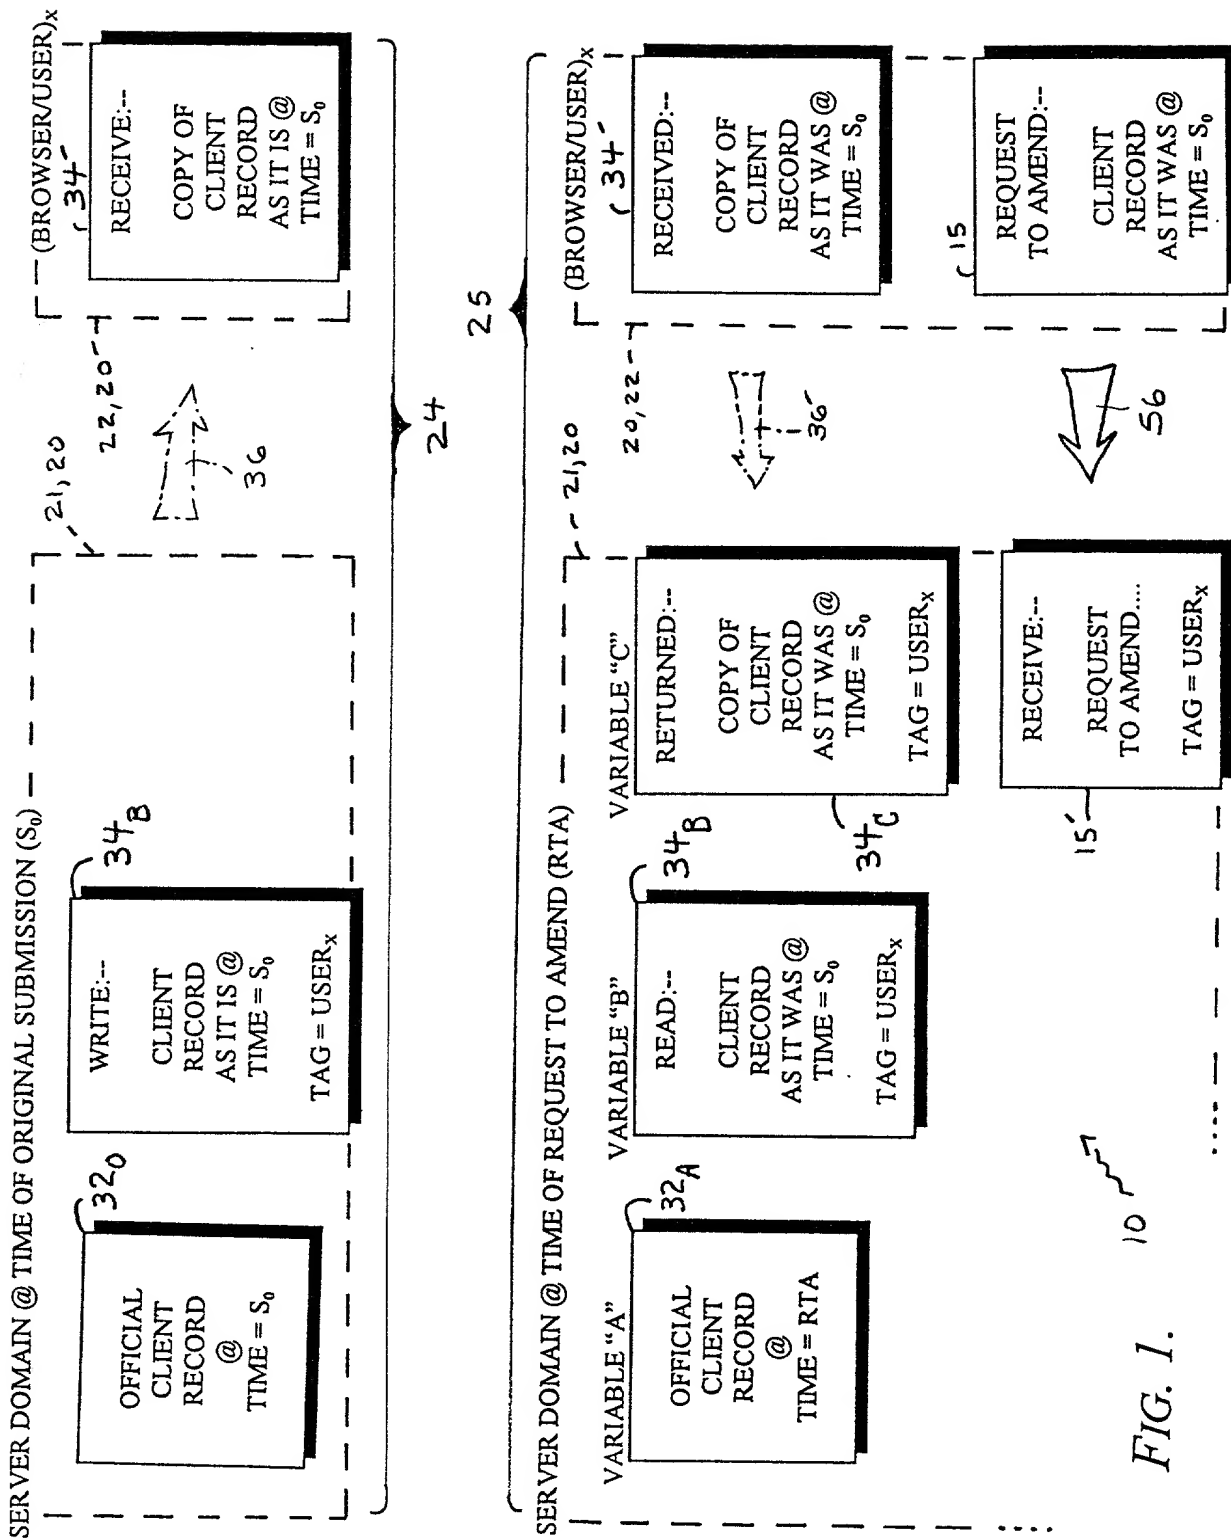 SERVER DOMAIN @ TIME OF ORIGINAL SUBMISSION (S₀)
21,20
(BROWSER/USER)ₓ
22,20
32₀
OFFICIAL
CLIENT
RECORD
@
TIME = S₀
34B
WRITE:--
CLIENT
RECORD
AS IT IS @
TIME = S₀
TAG = USERₓ
36
34'
RECEIVE:--
COPY OF
CLIENT
RECORD
AS IT IS @
TIME = S₀
24
25
SERVER DOMAIN @ TIME OF REQUEST TO AMEND (RTA)
21,20
(BROWSER/USER)ₓ
20,22
VARIABLE “A”
32A
OFFICIAL
CLIENT
RECORD
@
TIME = RTA
VARIABLE “B”
34B
READ:--
CLIENT
RECORD
AS IT WAS @
TIME = S₀
TAG = USERₓ
VARIABLE “C”
34C
RETURNED:--
COPY OF
CLIENT
RECORD
AS IT WAS @
TIME = S₀
TAG = USERₓ
36'
34'
RECEIVED:--
COPY OF
CLIENT
RECORD
AS IT WAS @
TIME = S₀
15'
RECEIVE:--
REQUEST
TO AMEND....
TAG = USERₓ
56
15
REQUEST
TO AMEND:--
CLIENT
RECORD
AS IT WAS @
TIME = S₀
10
FIG. 1.